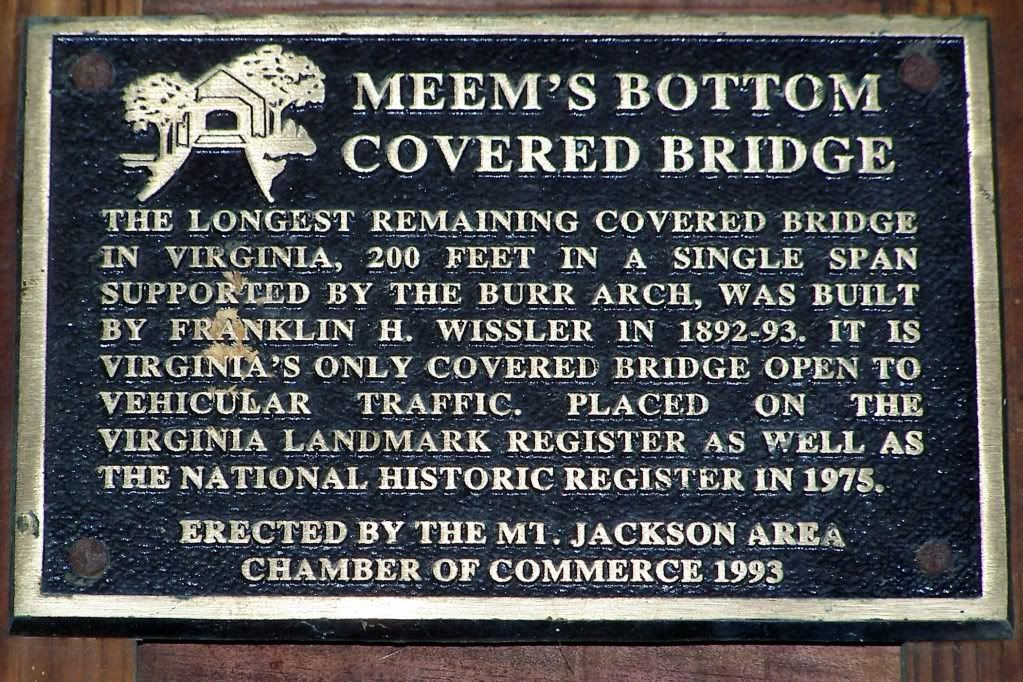 MEEM'S BOTTOM
COVERED BRIDGE
THE LONGEST REMAINING COVERED BRIDGE
IN VIRGINIA, 200 FEET IN A SINGLE SPAN
SUPPORTED BY THE BURR ARCH, WAS BUILT
BY FRANKLIN H. WISSLER IN 1892-93. IT IS
VIRGINIA'S ONLY COVERED BRIDGE OPEN TO
VEHICULAR TRAFFIC. PLACED ON THE
VIRGINIA LANDMARK REGISTER AS WELL AS
THE NATIONAL HISTORIC REGISTER IN 1975.
ERECTED BY THE MT. JACKSON AREA
CHAMBER OF COMMERCE 1993